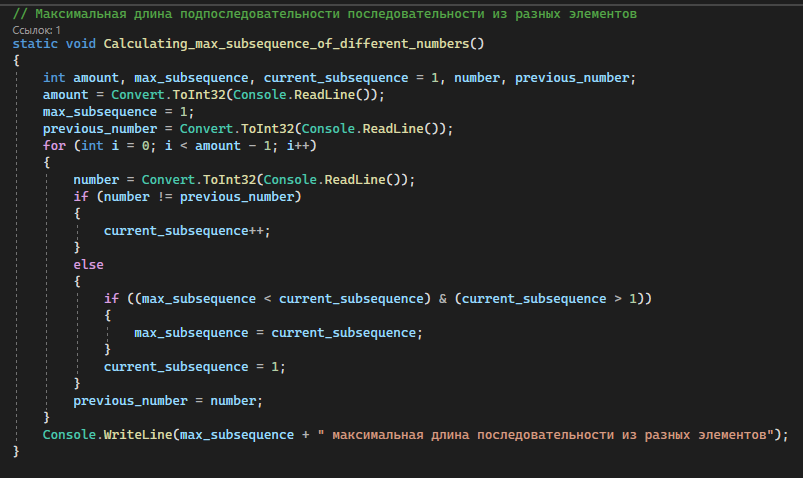 // Максимальная длина подпоследовательности последовательности из разных элементов
Ссылок: 1
static void Calculating_max_subsequence_of_different_numbers()
{
int amount, max_subsequence, current_subsequence = 1, number, previous_number;
amount = Convert.ToInt32(Console.ReadLine());
max_subsequence = 1;
previous_number = Convert.ToInt32(Console.ReadLine());
for (int i = 0; i < amount - 1; i++)
{
number = Convert.ToInt32(Console.ReadLine());
if (number != previous_number)
{
current_subsequence++;
}
else
{
if ((max_subsequence < current_subsequence) & (current_subsequence > 1))
{
max_subsequence = current_subsequence;
}
current_subsequence = 1;
}
previous_number = number;
}
Console.WriteLine(max_subsequence + " максимальная длина последовательности из разных элементов");
}